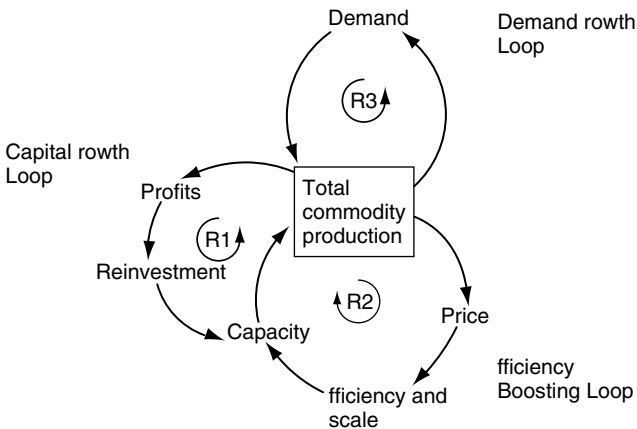 Demand
Demand rowth
Loop
R3
Capital rowth
Loop
Profits
Total
commodity
production
R1
Reinvestment
R2
Capacity
Price
fficiency and
scale
fficiency
Boosting Loop